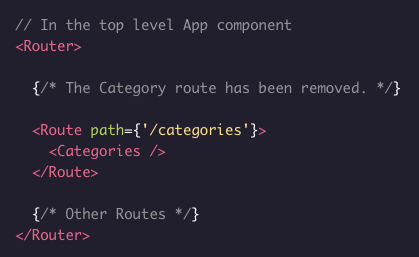 // In the top level App component
<Router>
{/* The Category route has been removed. */}
<Route path={'/categories'}>
<Categories />
</Route>
{/* Other Routes */}
</Router>